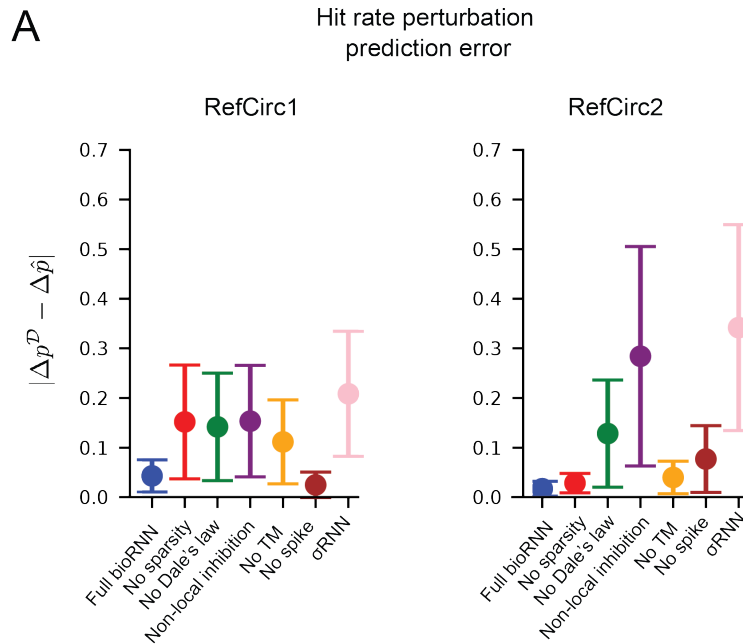 A
Hit rate perturbation
prediction error
RefCirc1
0.7
0.6
0.5
0.4
0.3
0.2
0.1
0.0
|Δp^𝒟 − Δp̂|
Full bioRNN
No sparsity
No Dale's law
Non-local inhibition
No TM
No spike
σRNN
RefCirc2
0.7
0.6
0.5
0.4
0.3
0.2
0.1
0.0
Full bioRNN
No sparsity
No Dale's law
Non-local inhibition
No TM
No spike
σRNN